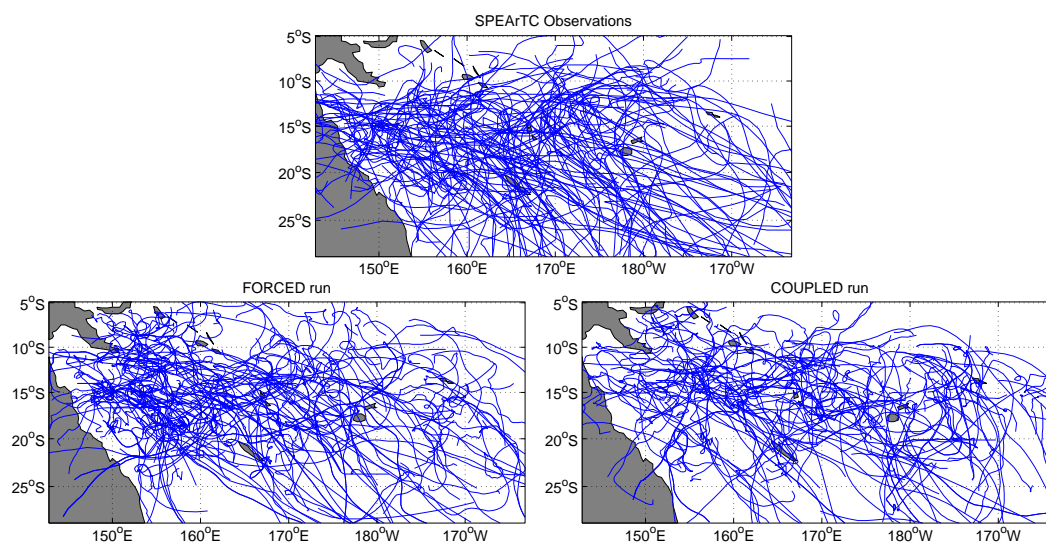 SPEArTC Observations
5°S
10°S
15°S
20°S
25°S
150°E 160°E 170°E 180°W 170°W
FORCED run COUPLED run
5°S 5°S
10°S 10°S
15°S 15°S
20°S 20°S
25°S 25°S
150°E 160°E 170°E 180°W 170°W 150°E 160°E 170°E 180°W 170°W